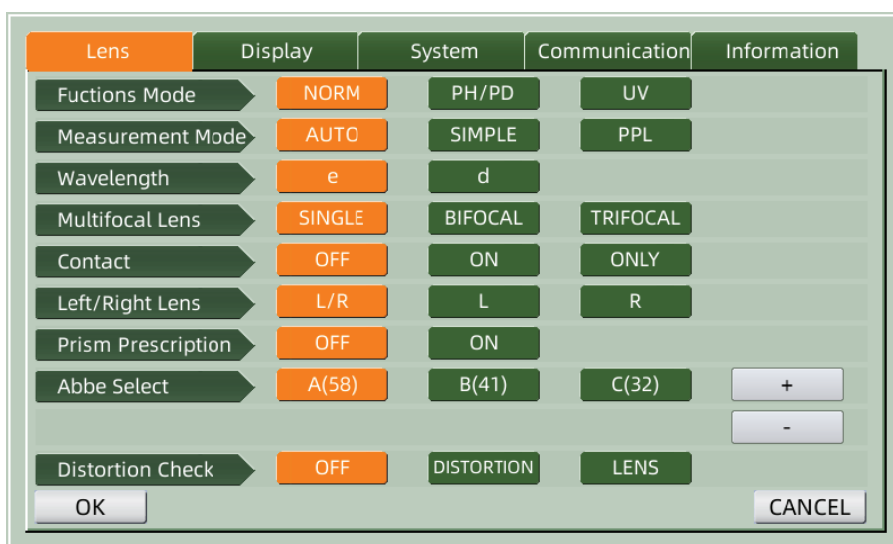 Lens Display System Communication Information
Fuctions Mode NORM PH/PD UV
Measurement Mode AUTO SIMPLE PPL
Wavelength e d
Multifocal Lens SINGLE BIFOCAL TRIFOCAL
Contact OFF ON ONLY
Left/Right Lens L/R L R
Prism Prescription OFF ON
Abbe Select A(58) B(41) C(32) +
-
Distortion Check OFF DISTORTION LENS
OK CANCEL